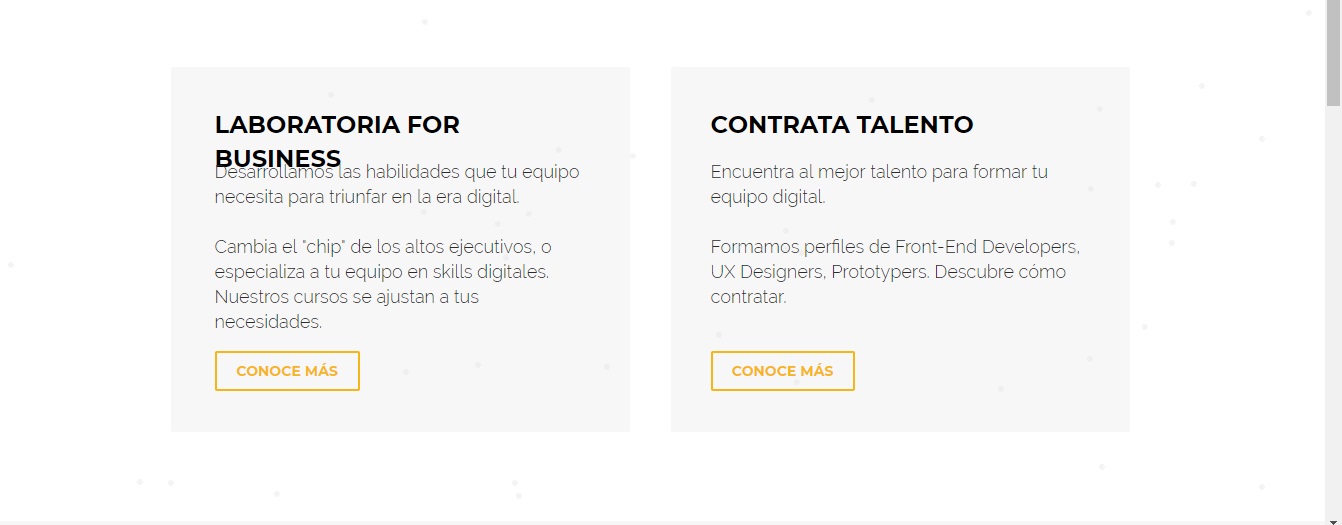 LABORATORIA FOR
BUSINESS
Desarrollamos las habilidades que tu equipo
necesita para triunfar en la era digital.
Cambia el "chip" de los altos ejecutivos, o
especializa a tu equipo en skills digitales.
Nuestros cursos se ajustan a tus
necesidades.
CONOCE MÁS
CONTRATA TALENTO
Encuentra al mejor talento para formar tu
equipo digital.
Formamos perfiles de Front-End Developers,
UX Designers, Prototypers. Descubre cómo
contratar.
CONOCE MÁS